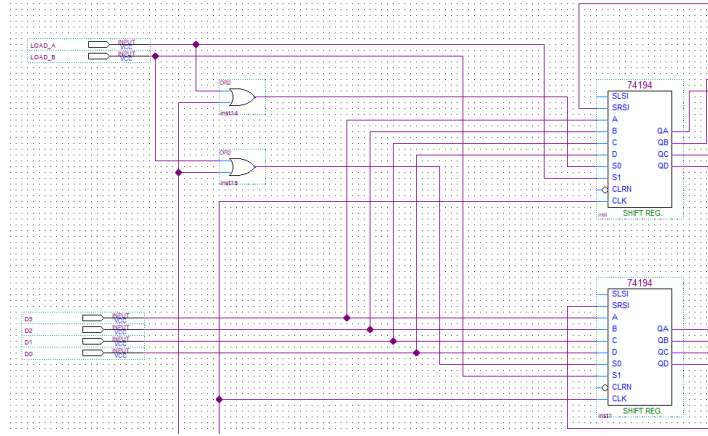 LOAD_A
INPUT
VCC
LOAD_B
INPUT
VCC
OR2
inst14
OR2
inst15
74194
SLSI
SRSI
A
B
QA
C
QB
D
QC
S0
QD
S1
CLRN
CLK
inst
SHIFT REG.
74194
SLSI
SRSI
A
B
QA
C
QB
D
QC
S0
QD
S1
CLRN
CLK
inst1
SHIFT REG.
D3
INPUT
VCC
D2
INPUT
VCC
D1
INPUT
VCC
D0
INPUT
VCC